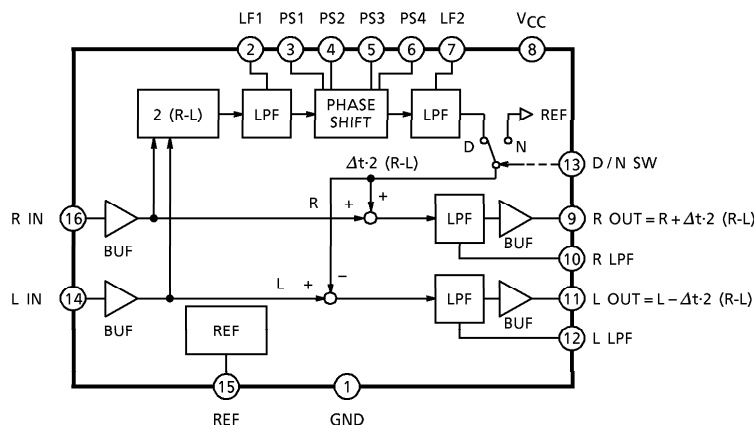 LF1 PS1 PS2 PS3 PS4 LF2 VCC
2 3 4 5 6 7 8
2 (R-L) LPF PHASE SHIFT LPF REF
D N
Δt·2 (R-L) 13 D/N SW
R + +
R IN 16 BUF LPF BUF 9 R OUT = R + Δt·2 (R-L)
10 R LPF
L + −
L IN 14 BUF LPF BUF 11 L OUT = L − Δt·2 (R-L)
REF 12 L LPF
15 1
REF GND